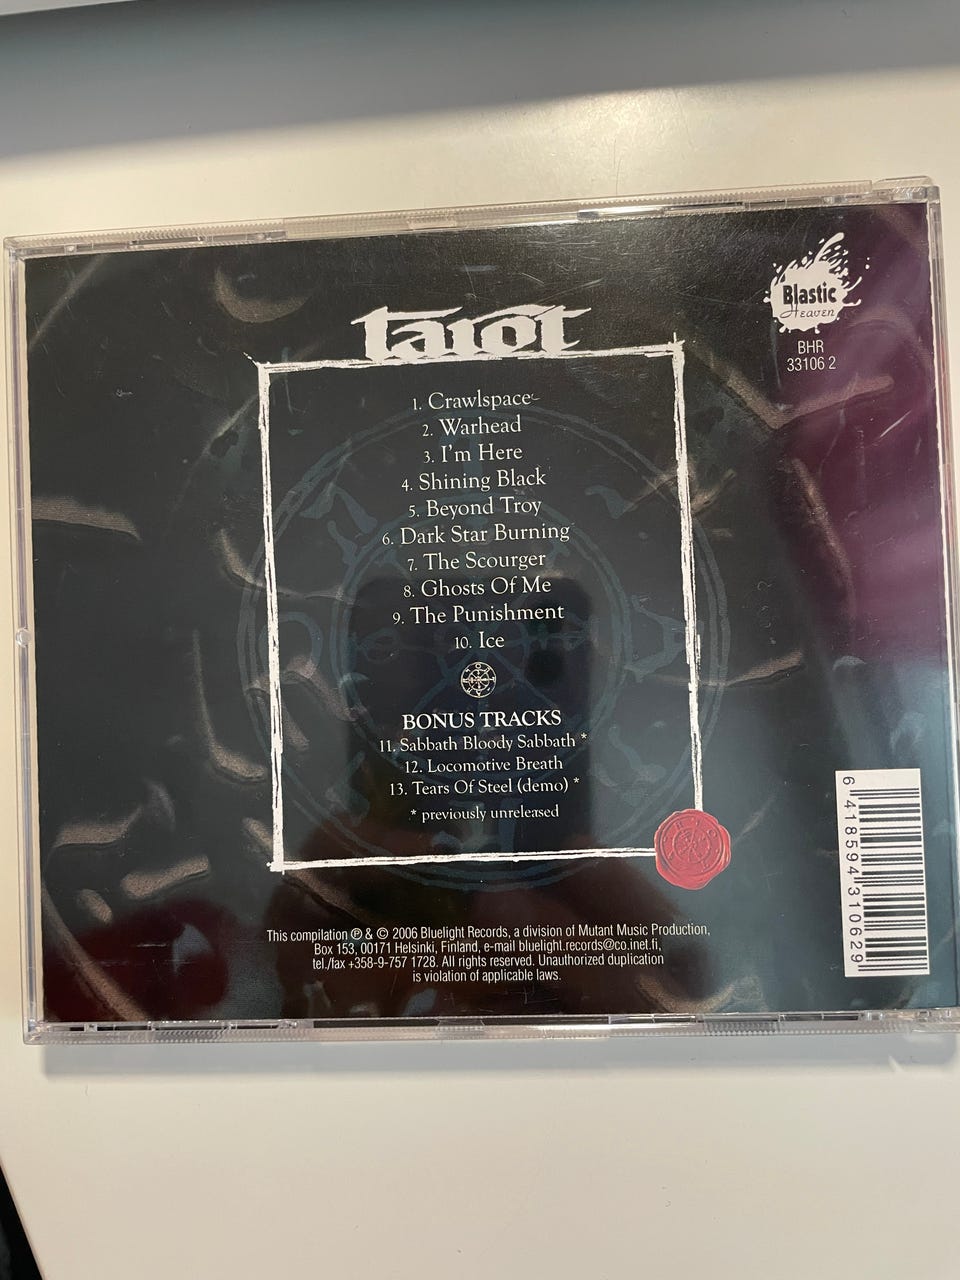 tarot
Blastic
Heaven
BHR
33106 2
1. Crawlspace
2. Warhead
3. I'm Here
4. Shining Black
5. Beyond Troy
6. Dark Star Burning
7. The Scourger
8. Ghosts Of Me
9. The Punishment
10. Ice
BONUS TRACKS
11. Sabbath Bloody Sabbath *
12. Locomotive Breath
13. Tears Of Steel (demo) *
* previously unreleased
This compilation ℗ & © 2006 Bluelight Records, a division of Mutant Music Production,
Box 153, 00171 Helsinki, Finland, e-mail bluelight.records@co.inet.fi,
tel./fax +358-9-757 1728. All rights reserved. Unauthorized duplication
is violation of applicable laws.
6 418594 310629